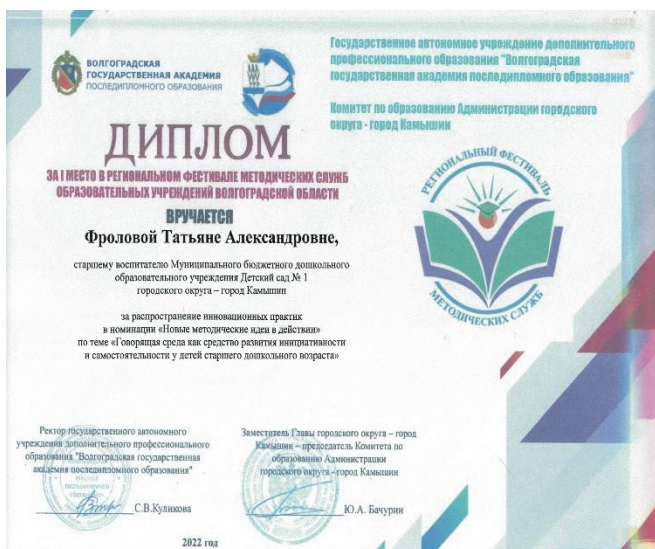 ВОЛГОГРАДСКАЯ
ГОСУДАРСТВЕННАЯ АКАДЕМИЯ
ПОСЛЕДИПЛОМНОГО ОБРАЗОВАНИЯ
Государственное автономное учреждение дополнительного
профессионального образования "Волгоградская
государственная академия последипломного образования"
Комитет по образованию Администрации городского
округа - город Камышин
ДИПЛОМ
ЗА I МЕСТО В РЕГИОНАЛЬНОМ ФЕСТИВАЛЕ МЕТОДИЧЕСКИХ СЛУЖБ
ОБРАЗОВАТЕЛЬНЫХ УЧРЕЖДЕНИЙ ВОЛГОГРАДСКОЙ ОБЛАСТИ
ВРУЧАЕТСЯ
Фроловой Татьяне Александровне,
старшему воспитателю Муниципального бюджетного дошкольного
образовательного учреждения Детский сад № 1
городского округа – город Камышин
за распространение инновационных практик
в номинации «Новые методические идеи в действии»
по теме «Говорящая среда как средство развития инициативности
и самостоятельности у детей старшего дошкольного возраста»
РЕГИОНАЛЬНЫЙ ФЕСТИВАЛЬ
МЕТОДИЧЕСКИХ СЛУЖБ
Ректор государственного автономного
учреждения дополнительного профессионального
образования "Волгоградская государственная
академия последипломного образования"
С.В.Куликова
Заместитель Главы городского округа – город
Камышин – председатель Комитета по
образованию Администрации
городского округа - город Камышин
Ю.А. Бачурин
2022 год